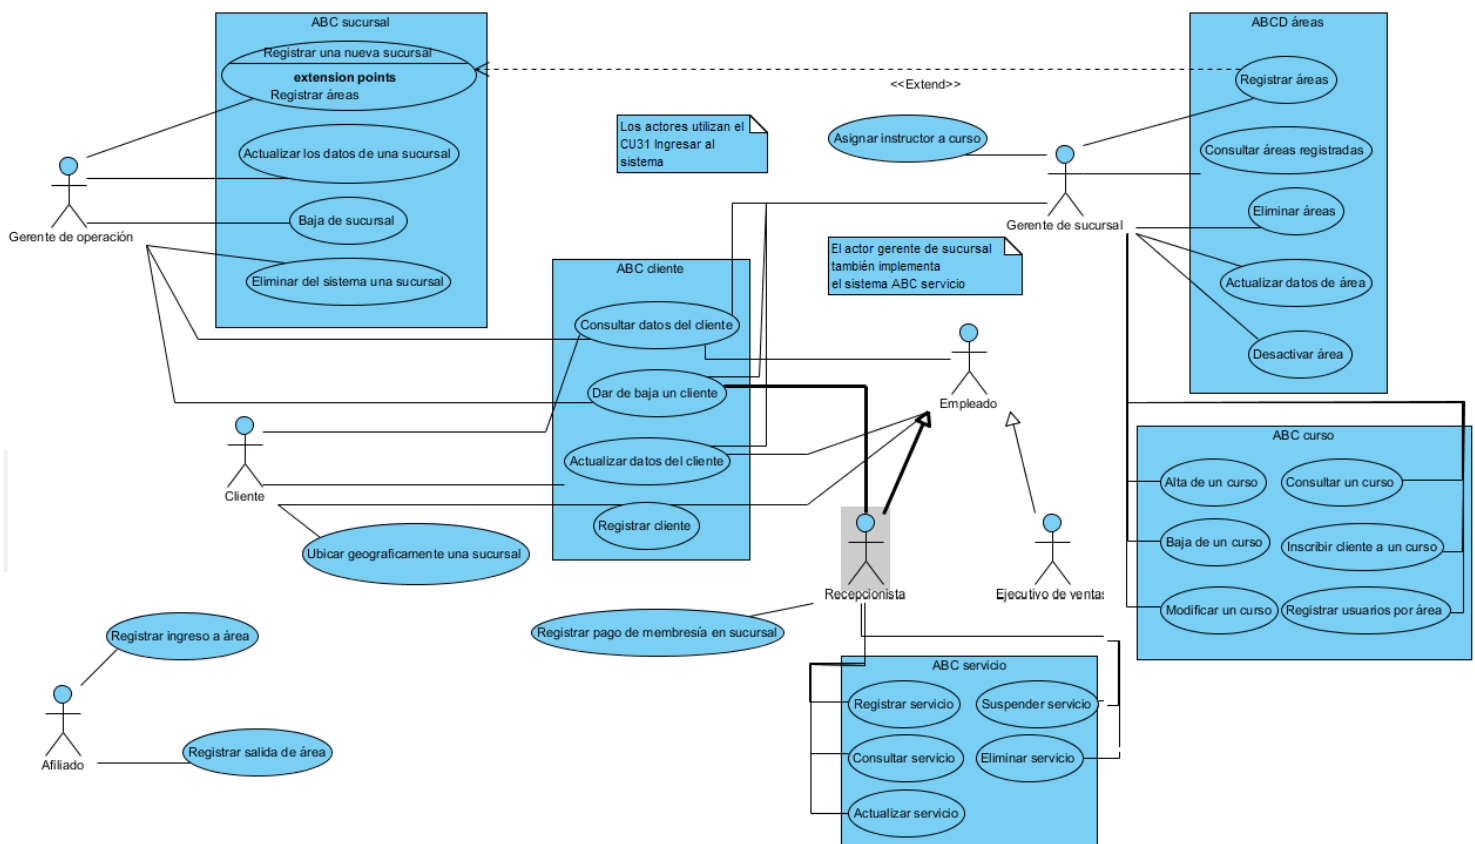 ABC sucursal
Registrar una nueva sucursal
extension points
Registrar áreas
Actualizar los datos de una sucursal
Baja de sucursal
Eliminar del sistema una sucursal
Gerente de operación
<<Extend>>
Los actores utilizan el
CU31 Ingresar al
sistema
Asignar instructor a curso
Gerente de sucursal
El actor gerente de sucursal
también implementa
el sistema ABC servicio
ABCD áreas
Registrar áreas
Consultar áreas registradas
Eliminar áreas
Actualizar datos de área
Desactivar área
ABC cliente
Consultar datos del cliente
Dar de baja un cliente
Actualizar datos del cliente
Registrar cliente
Empleado
Cliente
Ubicar geograficamente una sucursal
Recepcionista
Ejecutivo de ventas
ABC curso
Alta de un curso
Consultar un curso
Baja de un curso
Inscribir cliente a un curso
Modificar un curso
Registrar usuarios por área
Registrar pago de membresía en sucursal
Registrar ingreso a área
Registrar salida de área
Afiliado
ABC servicio
Registrar servicio
Suspender servicio
Consultar servicio
Eliminar servicio
Actualizar servicio